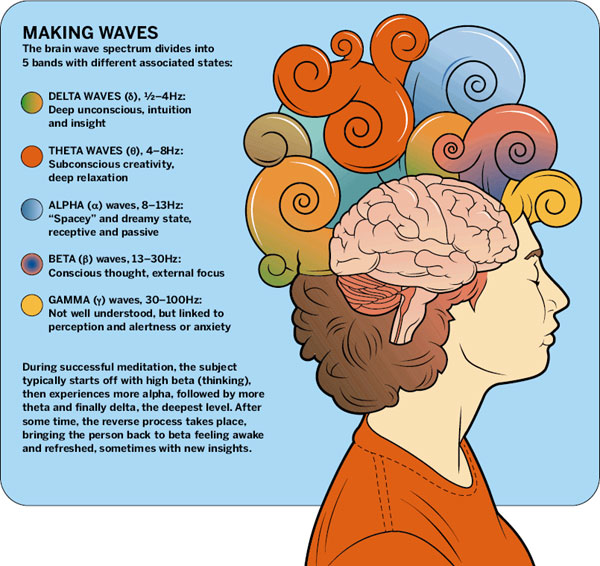 MAKING WAVES
The brain wave spectrum divides into
5 bands with different associated states:
DELTA WAVES (δ), ½–4Hz:
Deep unconscious, intuition
and insight
THETA WAVES (θ), 4–8Hz:
Subconscious creativity,
deep relaxation
ALPHA (α) waves, 8–13Hz:
“Spacey” and dreamy state,
receptive and passive
BETA (β) waves, 13–30Hz:
Conscious thought, external focus
GAMMA (γ) waves, 30–100Hz:
Not well understood, but linked to
perception and alertness or anxiety
During successful meditation, the subject
typically starts off with high beta (thinking),
then experiences more alpha, followed by more
theta and finally delta, the deepest level. After
some time, the reverse process takes place,
bringing the person back to beta feeling awake
and refreshed, sometimes with new insights.